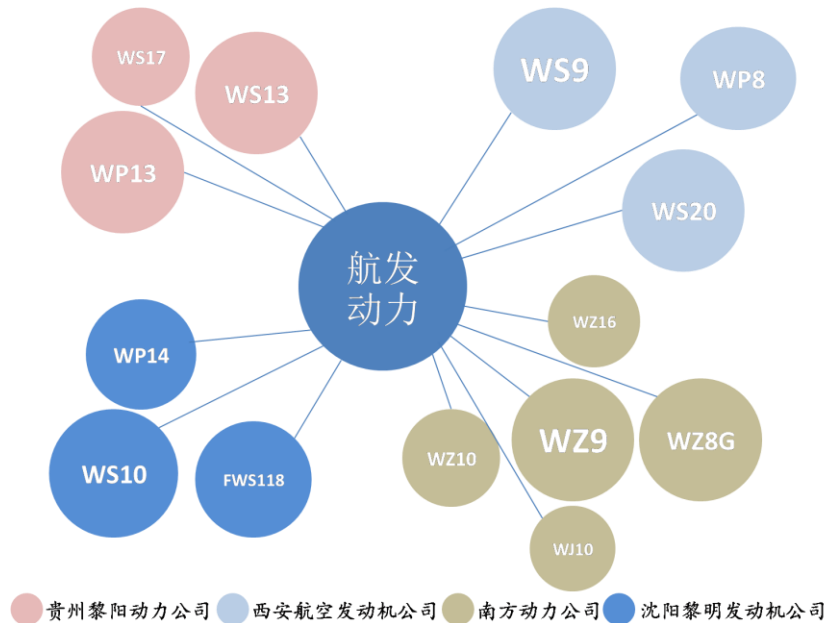 WS17
WS13
WP13
WS9
WP8
WS20
航发
动力
WZ16
WP14
WS10
FWS118
WZ10
WZ9
WZ8G
WJ10
贵州黎阳动力公司
西安航空发动机公司
南方动力公司
沈阳黎明发动机公司